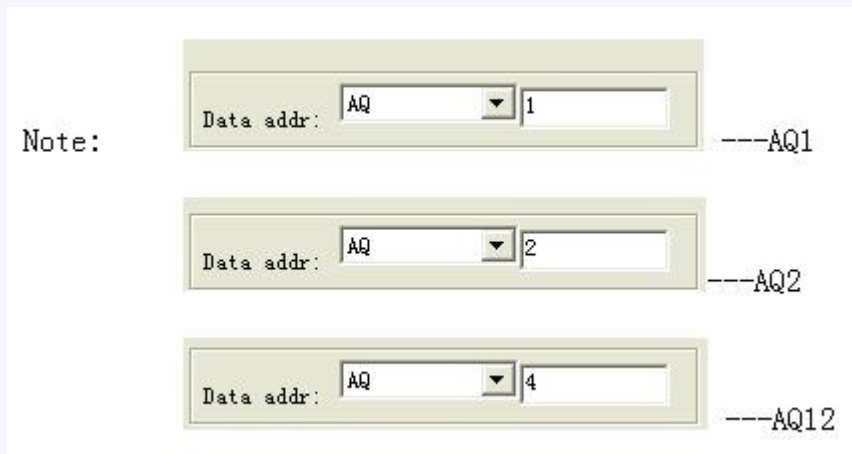 Data addr: AQ 1
Note: ---AQ1
Data addr: AQ 2
---AQ2
Data addr: AQ 4
---AQ12